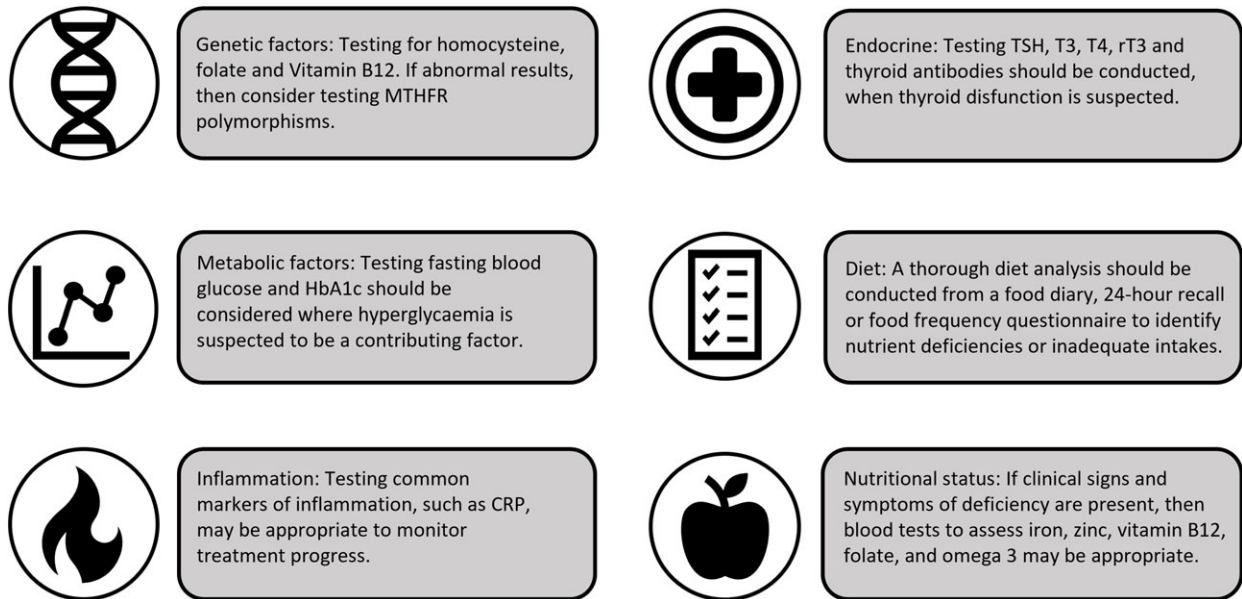 Genetic factors: Testing for homocysteine,
folate and Vitamin B12. If abnormal results,
then consider testing MTHFR
polymorphisms.
Endocrine: Testing TSH, T3, T4, rT3 and
thyroid antibodies should be conducted,
when thyroid disfunction is suspected.
Metabolic factors: Testing fasting blood
glucose and HbA1c should be
considered where hyperglycaemia is
suspected to be a contributing factor.
Diet: A thorough diet analysis should be
conducted from a food diary, 24-hour recall
or food frequency questionnaire to identify
nutrient deficiencies or inadequate intakes.
Inflammation: Testing common
markers of inflammation, such as CRP,
may be appropriate to monitor
treatment progress.
Nutritional status: If clinical signs and
symptoms of deficiency are present, then
blood tests to assess iron, zinc, vitamin B12,
folate, and omega 3 may be appropriate.